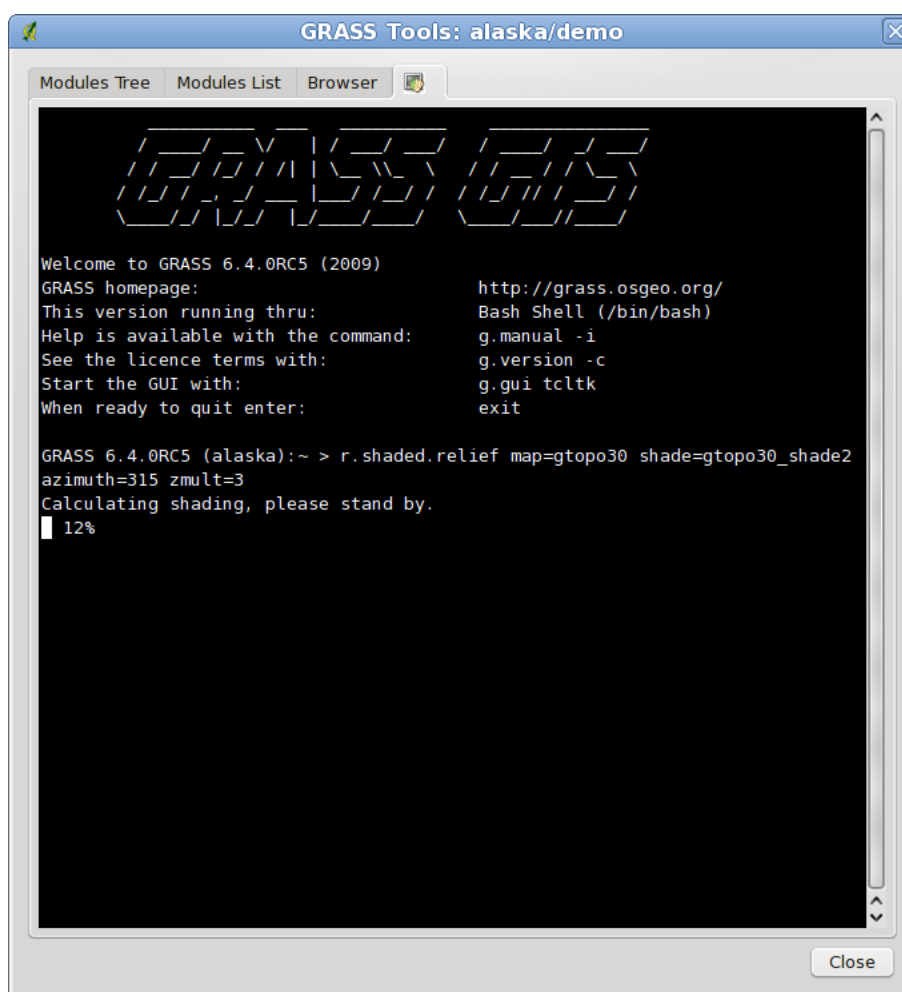 GRASS Tools: alaska/demo
Modules Tree Modules List Browser
GRASS GIS
Welcome to GRASS 6.4.0RC5 (2009)
GRASS homepage: http://grass.osgeo.org/
This version running thru: Bash Shell (/bin/bash)
Help is available with the command: g.manual -i
See the licence terms with: g.version -c
Start the GUI with: g.gui tcltk
When ready to quit enter: exit
GRASS 6.4.0RC5 (alaska):~ > r.shaded.relief map=gtopo30 shade=gtopo30_shade2
azimuth=315 zmult=3
Calculating shading, please stand by.
12%
Close